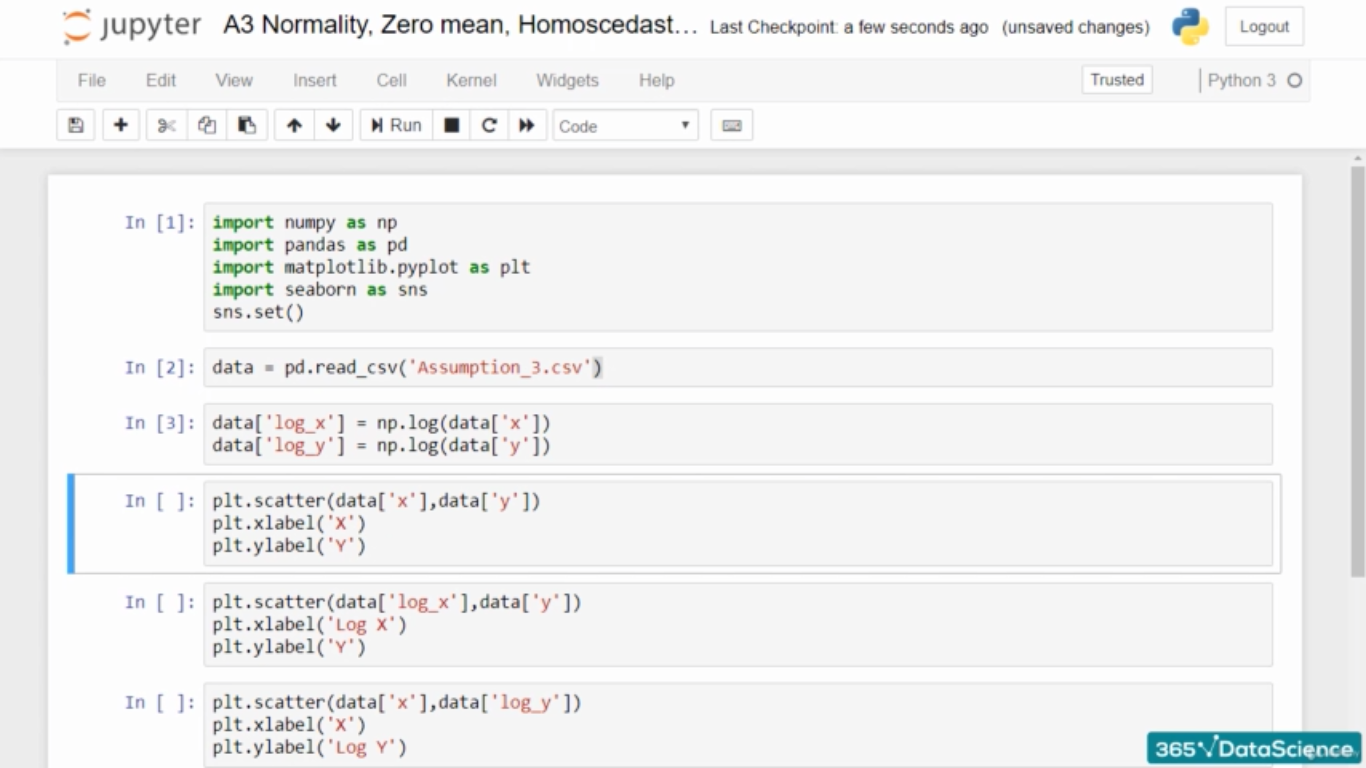 jupyter A3 Normality, Zero mean, Homoscedast... Last Checkpoint: a few seconds ago (unsaved changes) Logout
File Edit View Insert Cell Kernel Widgets Help Trusted Python 3
Run Code
In [1]: import numpy as np
import pandas as pd
import matplotlib.pyplot as plt
import seaborn as sns
sns.set()
In [2]: data = pd.read_csv('Assumption_3.csv')
In [3]: data['log_x'] = np.log(data['x'])
data['log_y'] = np.log(data['y'])
In [ ]: plt.scatter(data['x'],data['y'])
plt.xlabel('X')
plt.ylabel('Y')
In [ ]: plt.scatter(data['log_x'],data['y'])
plt.xlabel('Log X')
plt.ylabel('Y')
In [ ]: plt.scatter(data['x'],data['log_y'])
plt.xlabel('X')
plt.ylabel('Log Y')
365 DataScience